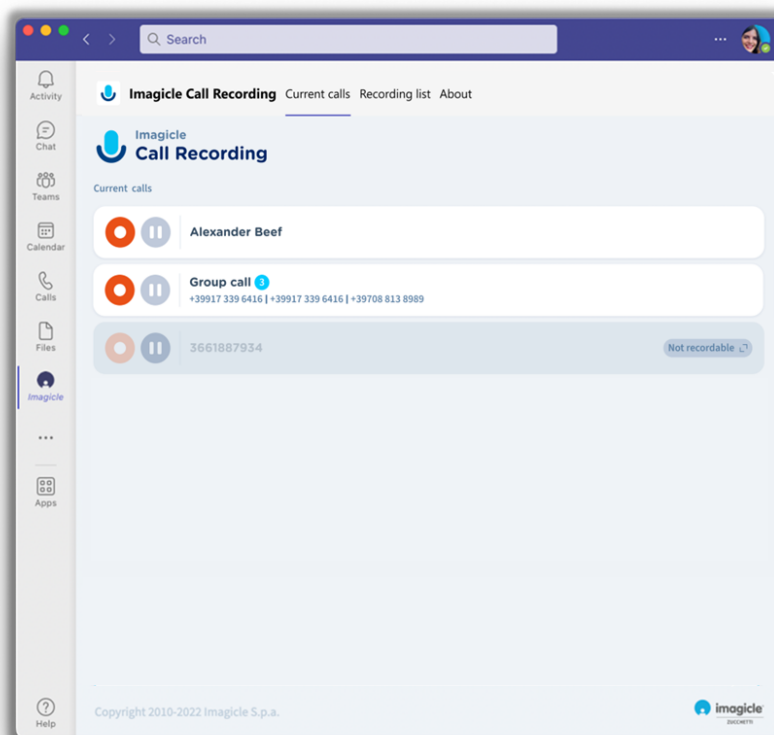 Search
Activity
Chat
Teams
Calendar
Calls
Files
Imagicle
Apps
Help
Imagicle Call Recording Current calls Recording list About
Imagicle
Call Recording
Current calls
Alexander Beef
Group call 3
+39917 339 6416 | +39917 339 6416 | +39708 813 8989
3661887934 Not recordable
Copyright 2010-2022 Imagicle S.p.a.
imagicle
ZUCCHETTI